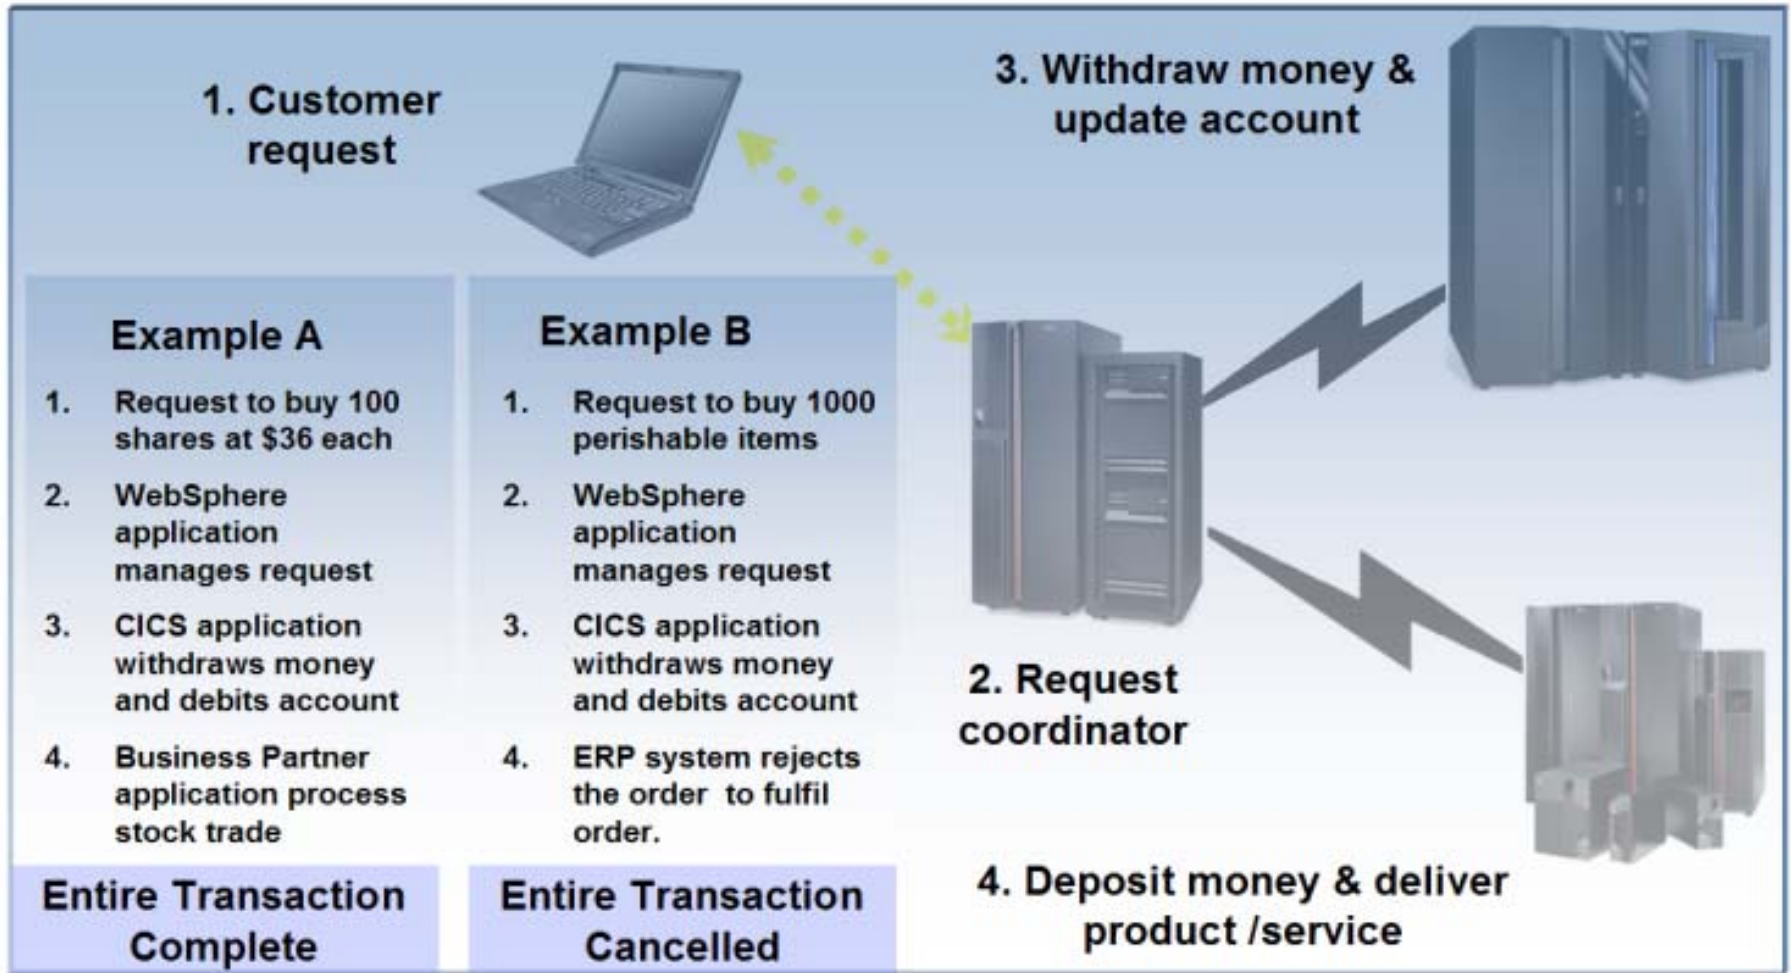 1. Customer
request
3. Withdraw money &
update account
Example A
1. Request to buy 100
shares at $36 each
2. WebSphere
application
manages request
3. CICS application
withdraws money
and debits account
4. Business Partner
application process
stock trade
Entire Transaction
Complete
Example B
1. Request to buy 1000
perishable items
2. WebSphere
application
manages request
3. CICS application
withdraws money
and debits account
4. ERP system rejects
the order to fulfil
order.
Entire Transaction
Cancelled
2. Request
coordinator
4. Deposit money & deliver
product /service